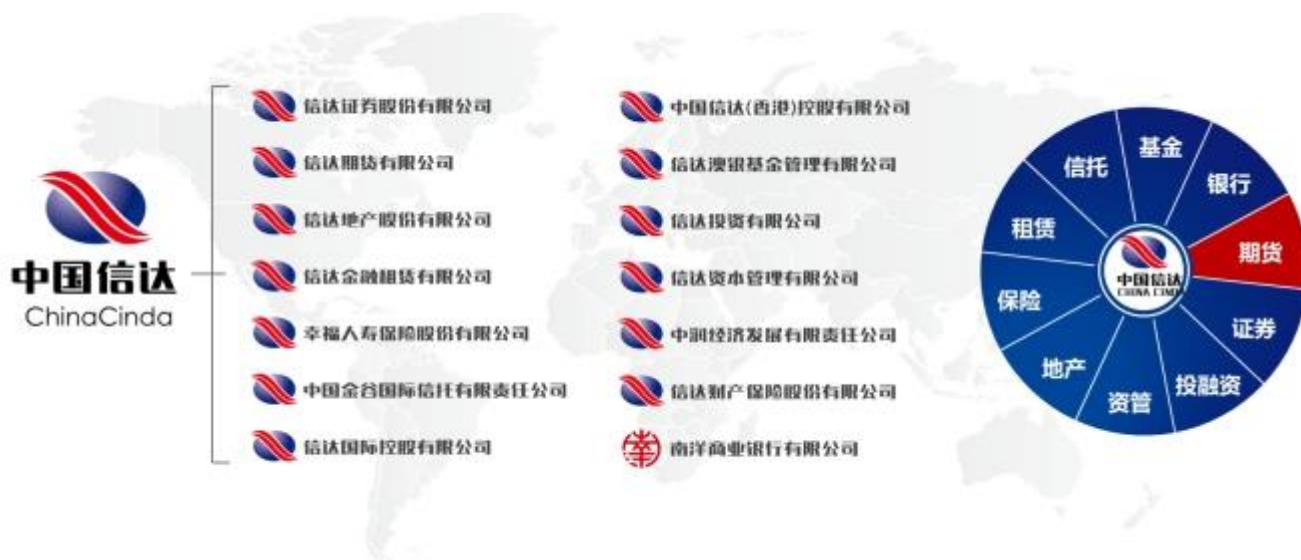 中国信达
ChinaCinda
信达证券股份有限公司
信达期货有限公司
信达地产股份有限公司
信达金融租赁有限公司
幸福人寿保险股份有限公司
中国金谷国际信托有限责任公司
信达国际控股有限公司
中国信达(香港)控股有限公司
信达澳银基金管理有限公司
信达投资有限公司
信达资本管理有限公司
中润经济发展有限责任公司
信达财产保险股份有限公司
南洋商业银行有限公司
基金
银行
期货
证券
投融资
资管
地产
保险
租赁
信托
中国信达
CHINA CINDA